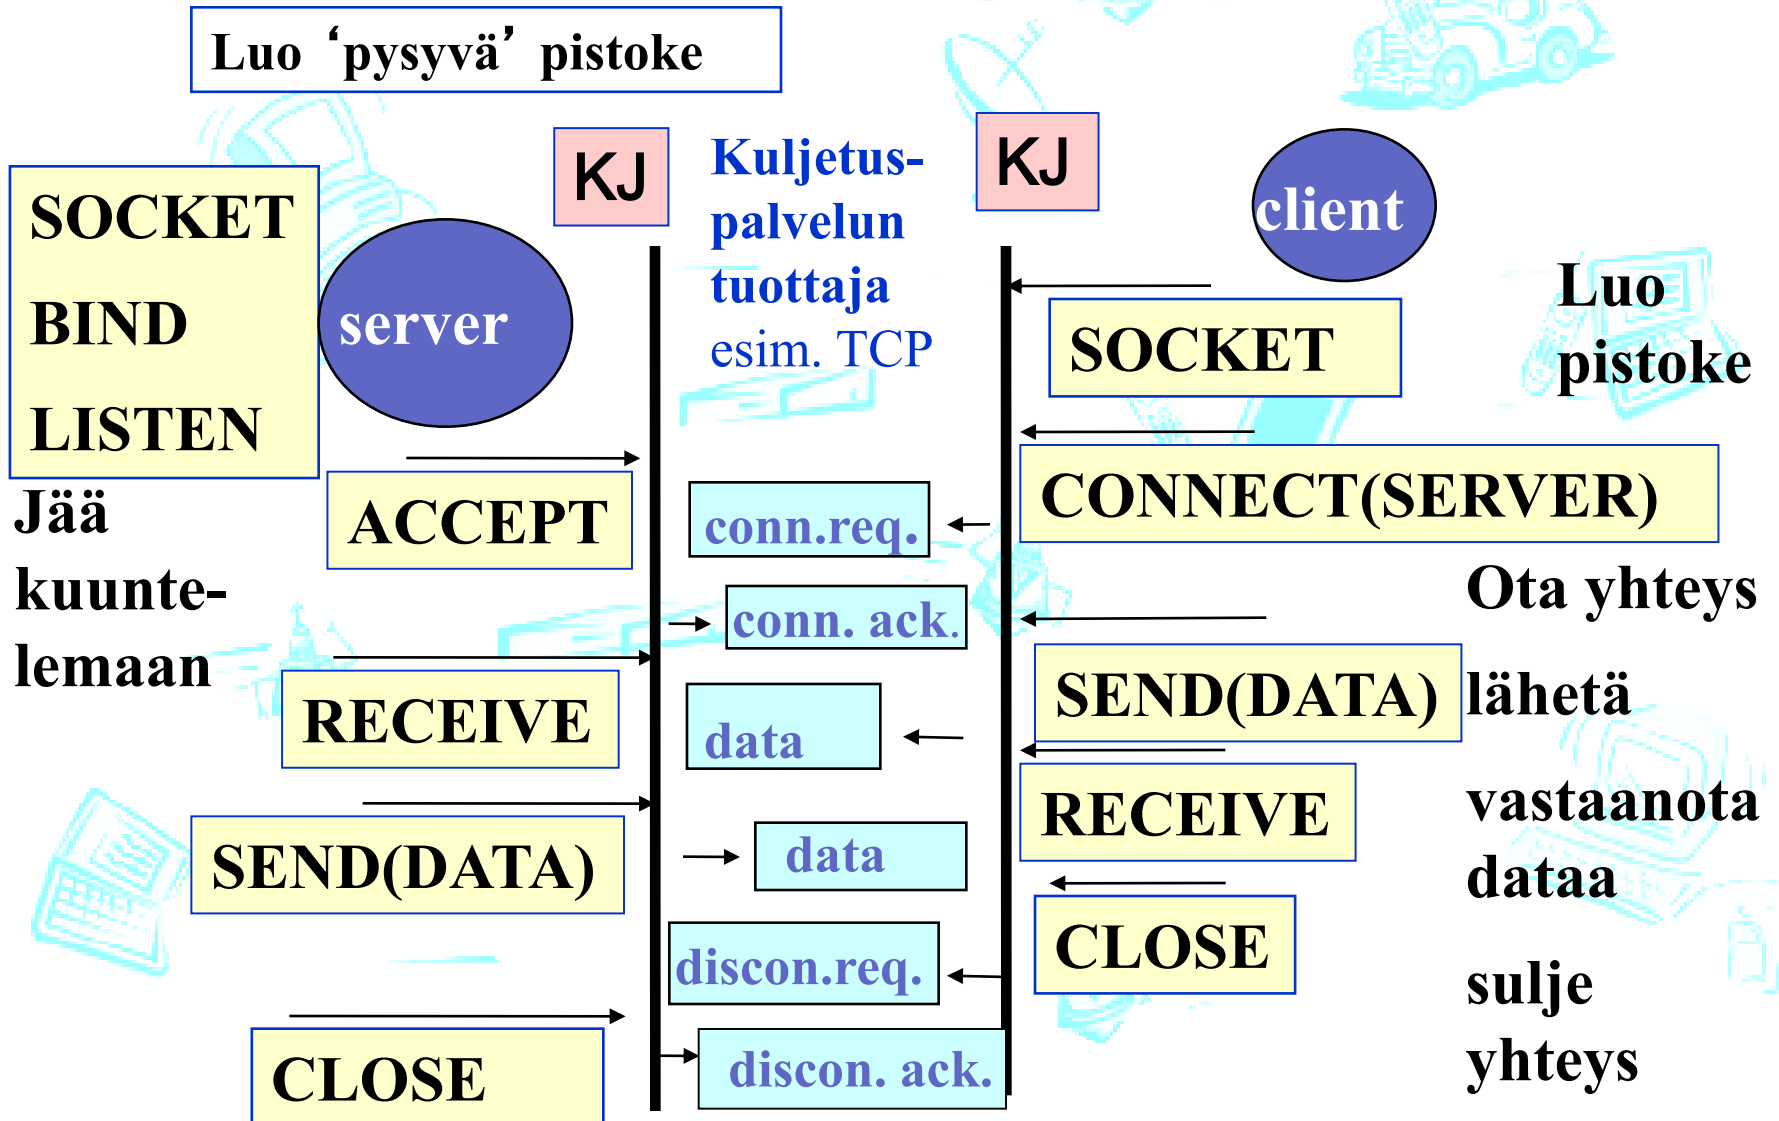 Luo ‘pysyvä’ pistoke
SOCKET
BIND
LISTEN
server
Jää
kuunte-
lemaan
KJ
Kuljetus-
palvelun
tuottaja
esim. TCP
KJ
client
Luo
pistoke
SOCKET
ACCEPT
conn.req.
CONNECT(SERVER)
Ota yhteys
conn. ack.
RECEIVE
data
SEND(DATA)
lähetä
SEND(DATA)
data
RECEIVE
vastaanota
dataa
discon.req.
CLOSE
sulje
yhteys
CLOSE
discon. ack.